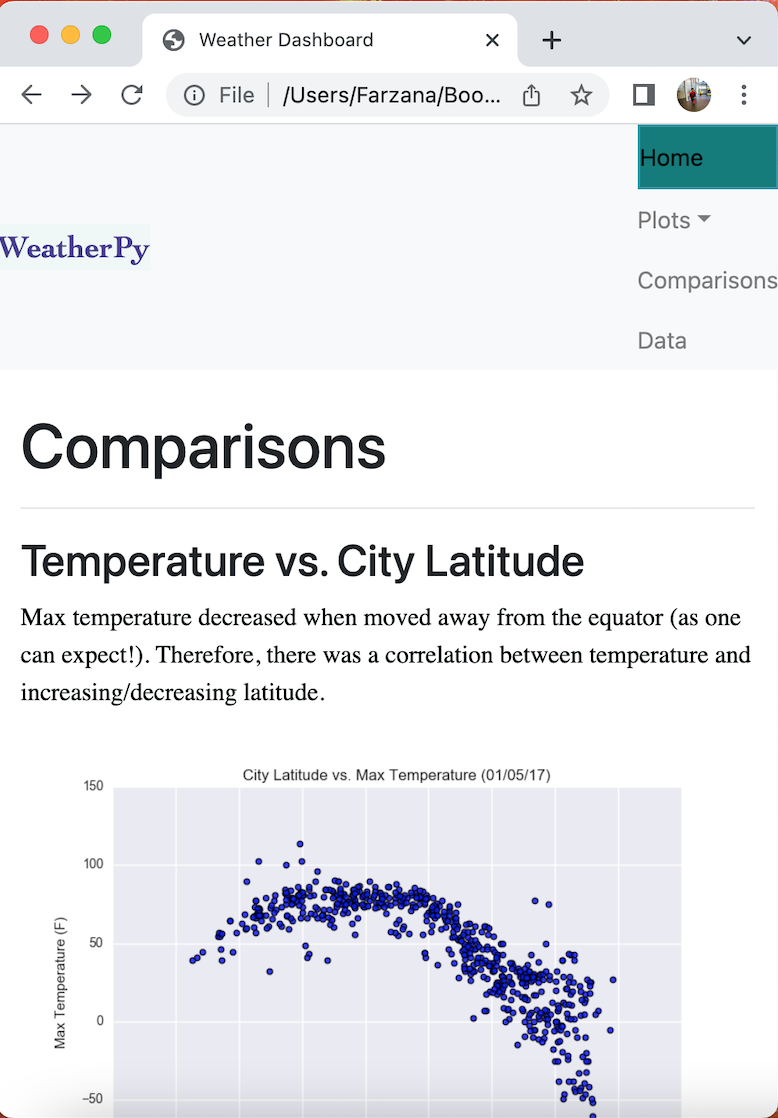 Weather Dashboard
File
/Users/Farzana/Boo...
Home
WeatherPy
Plots
Comparisons
Data
Comparisons
Temperature vs. City Latitude
Max temperature decreased when moved away from the equator (as one
can expect!). Therefore, there was a correlation between temperature and
increasing/decreasing latitude.
City Latitude vs. Max Temperature (01/05/17)
150
100
50
0
−50
Max Temperature (F)